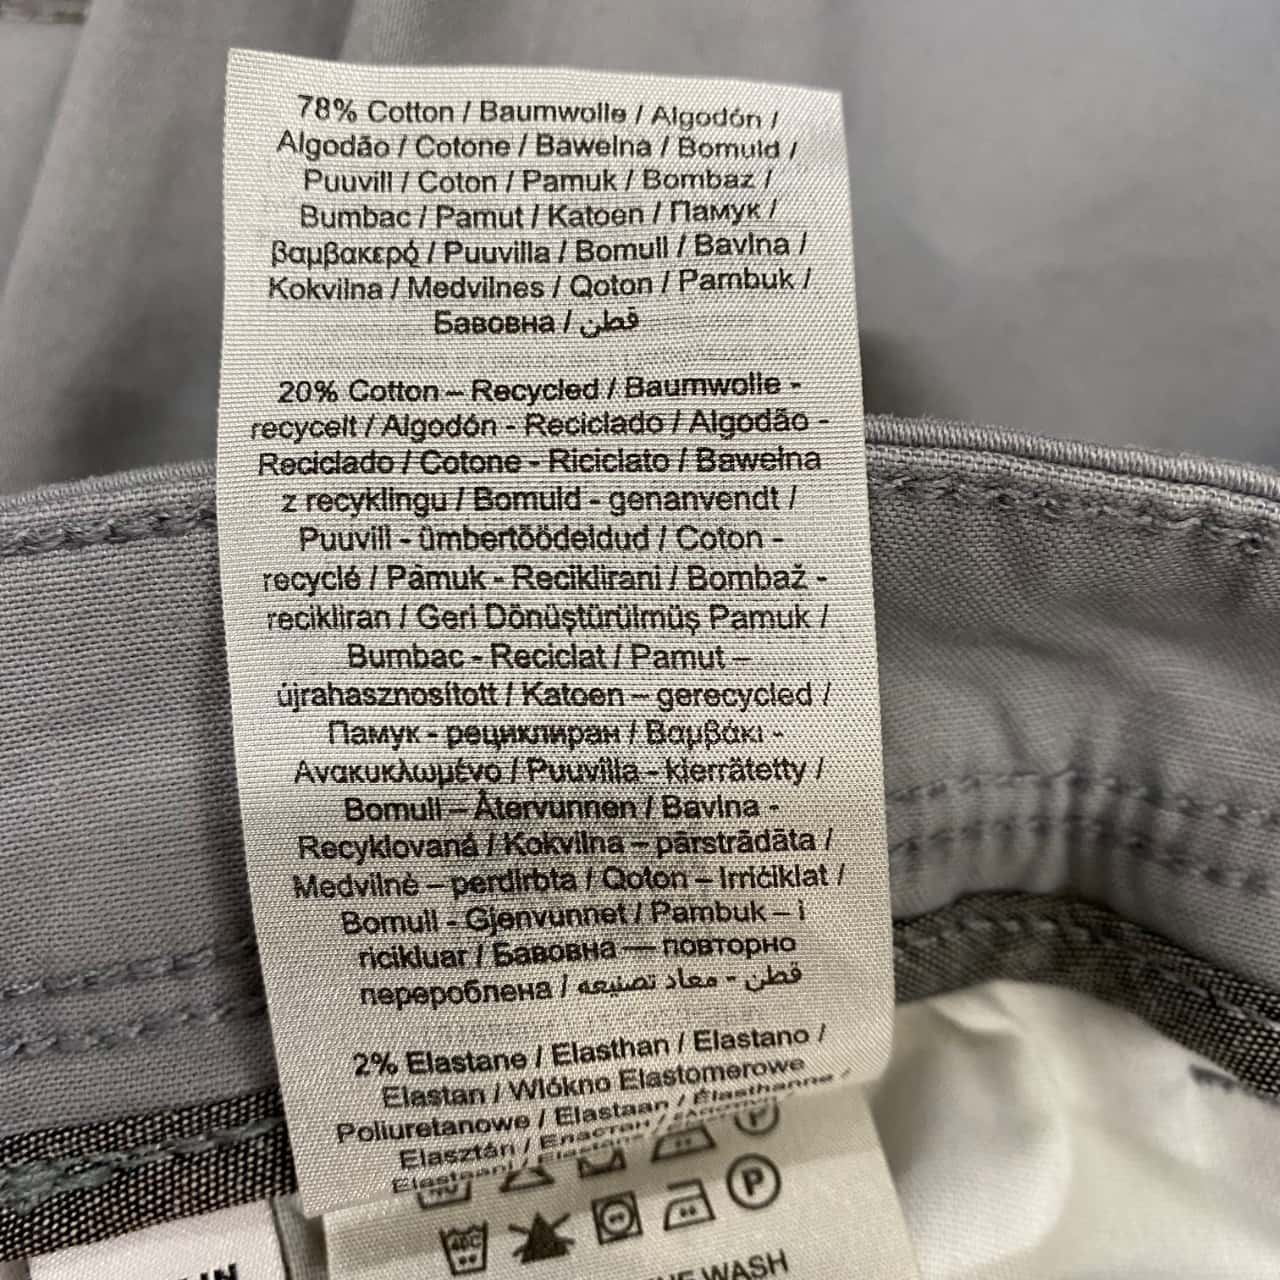 78% Cotton / Baumwolle / Algodón /
Algodão / Cotone / Bawełna / Bomuld /
Puuvill / Coton / Pamuk / Bombaž /
Bumbac / Pamut / Katoen / Памук /
βαμβακερό / Puuvilla / Bomull / Bavlna /
Kokvilna / Medvilnes / Qoton / Pambuk /
Бавовна / قطن
20% Cotton – Recycled / Baumwolle -
recycelt / Algodón - Reciclado / Algodão -
Reciclado / Cotone - Riciclato / Bawełna
z recyklingu / Bomuld - genanvendt /
Puuvill - ümbertöödeldud / Coton -
recyclé / Pamuk - Reciklirani / Bombaž -
recikliran / Geri Dönüştürülmüş Pamuk /
Bumbac - Reciclat / Pamut –
újrahasznosított / Katoen – gerecycled /
Памук - рециклиран / Βαμβάκι -
Ανακυκλωμένο / Puuvilla - kierrätetty /
Bomull – Återvunnen / Bavlna -
Recyklovaná / Kokvilna – pārstrādāta /
Medvilnė – perdirbta / Qoton – Irriċiklat /
Bomull - Gjenvunnet / Pambuk – i
ricikluar / Бавовна — повторно
перероблена / قطن - معاد تصنيعه
2% Elastane / Elasthan / Elastano /
Elastan / Włókno Elastomerowe
Poliuretanowe / Elastaan / Élasthanne /
Elasztán / Еластан /
40C
P
WASH
IN